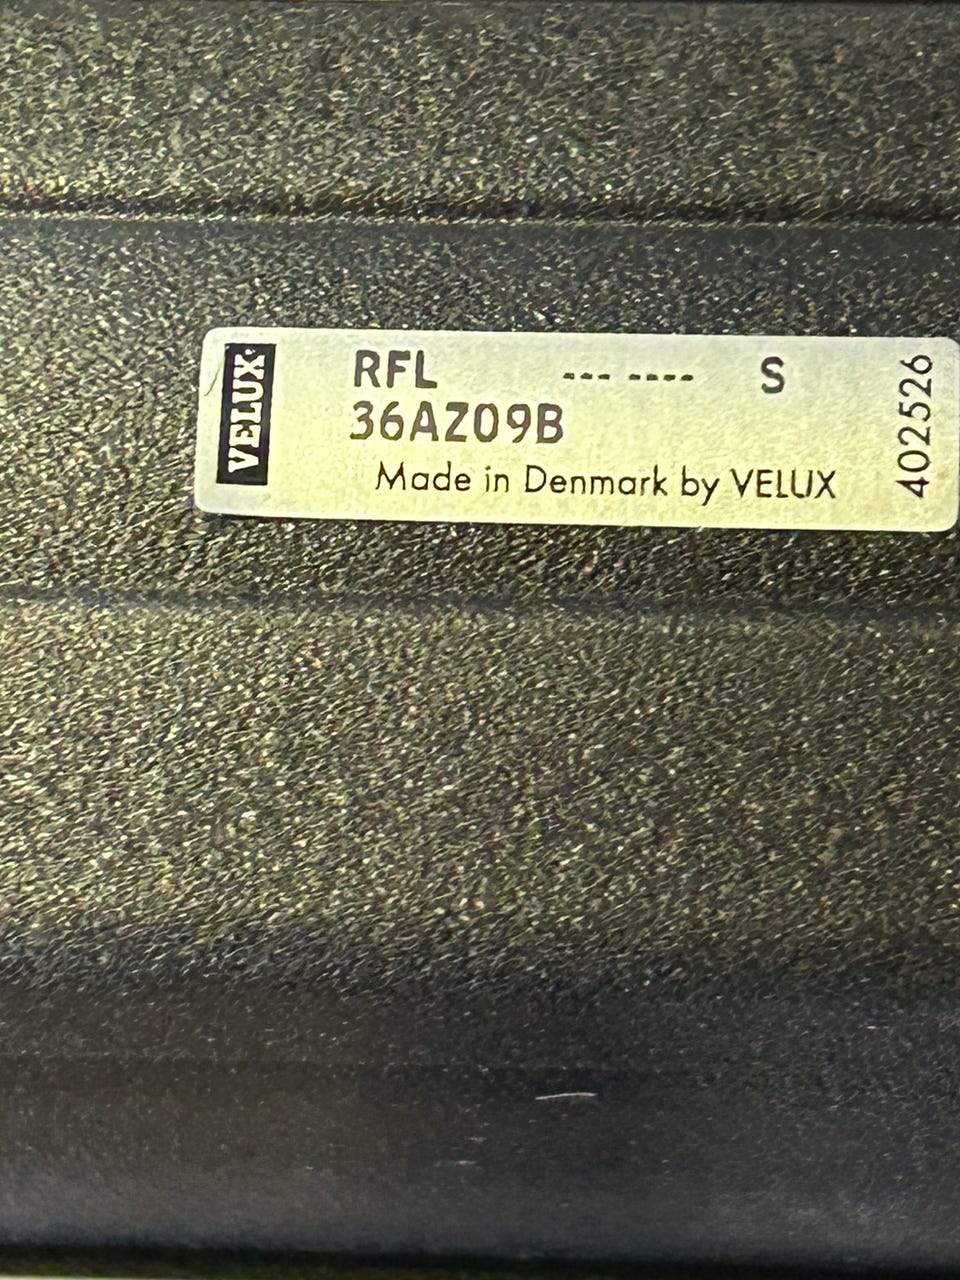 VELUX
RFL --- ---- S
36AZ09B
Made in Denmark by VELUX
402526